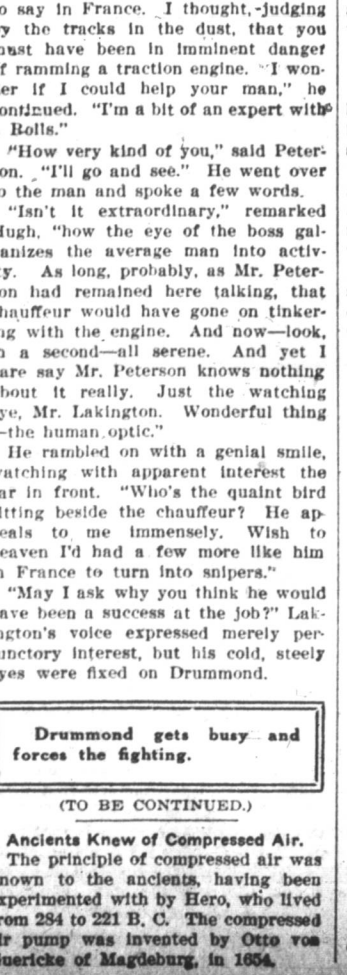 o say in France. I thought, -judging
y the tracks in the dust, that you
must have been in imminent danger
f ramming a traction engine. "I won-
er if I could help your man," he
ontinued. "I'm a bit of an expert with
Rolls."
"How very kind of you," said Peter-
on. "I'll go and see." He went over
o the man and spoke a few words.
"Isn't it extraordinary," remarked
Hugh, "how the eye of the boss gal-
anizes the average man into activ-
ty. As long, probably, as Mr. Peter-
on had remained here talking, that
hauffeur would have gone on tinker-
ng with the engine. And now—look,
n a second—all serene. And yet I
are say Mr. Peterson knows nothing
bout it really. Just the watching
ye, Mr. Lakington. Wonderful thing
—the human optic."
He rambled on with a genial smile,
watching with apparent interest the
ar in front. "Who's the quaint bird
itting beside the chauffeur? He ap-
eals to me immensely. Wish to
eaven I'd had a few more like him
n France to turn into snipers."
"May I ask why you think he would
ave been a success at the job?" Lak-
ngton's voice expressed merely per-
unctory interest, but his cold, steely
yes were fixed on Drummond.
Drummond gets busy and
forces the fighting.
(TO BE CONTINUED.)
Ancients Knew of Compressed Air.
The principle of compressed air was
nown to the ancients, having been
xperimented with by Hero, who lived
rom 284 to 221 B. C. The compressed
ir pump was invented by Otto von
uericke of Magdeburg, in 1654.